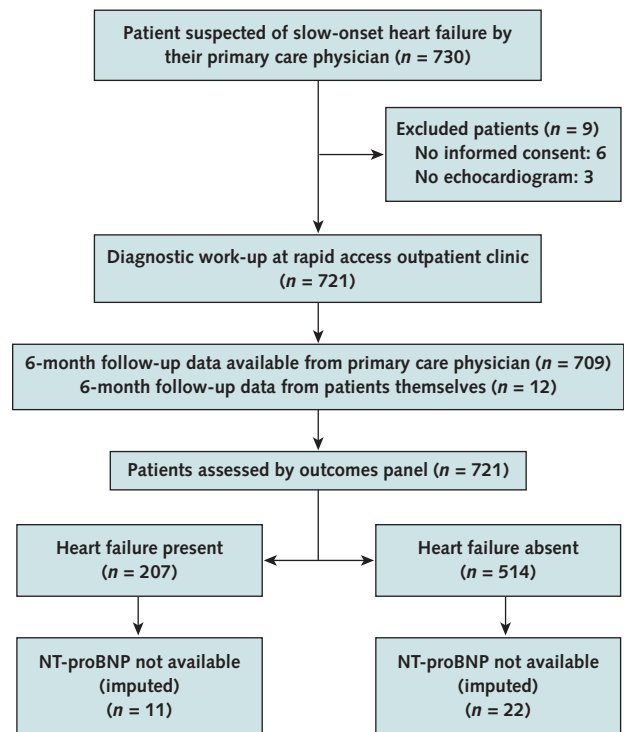 Patient suspected of slow-onset heart failure by
their primary care physician (n = 730)
Excluded patients (n = 9)
No informed consent: 6
No echocardiogram: 3
Diagnostic work-up at rapid access outpatient clinic
(n = 721)
6-month follow-up data available from primary care physician (n = 709)
6-month follow-up data from patients themselves (n = 12)
Patients assessed by outcomes panel (n = 721)
Heart failure present
(n = 207)
Heart failure absent
(n = 514)
NT-proBNP not available
(imputed)
(n = 11)
NT-proBNP not available
(imputed)
(n = 22)